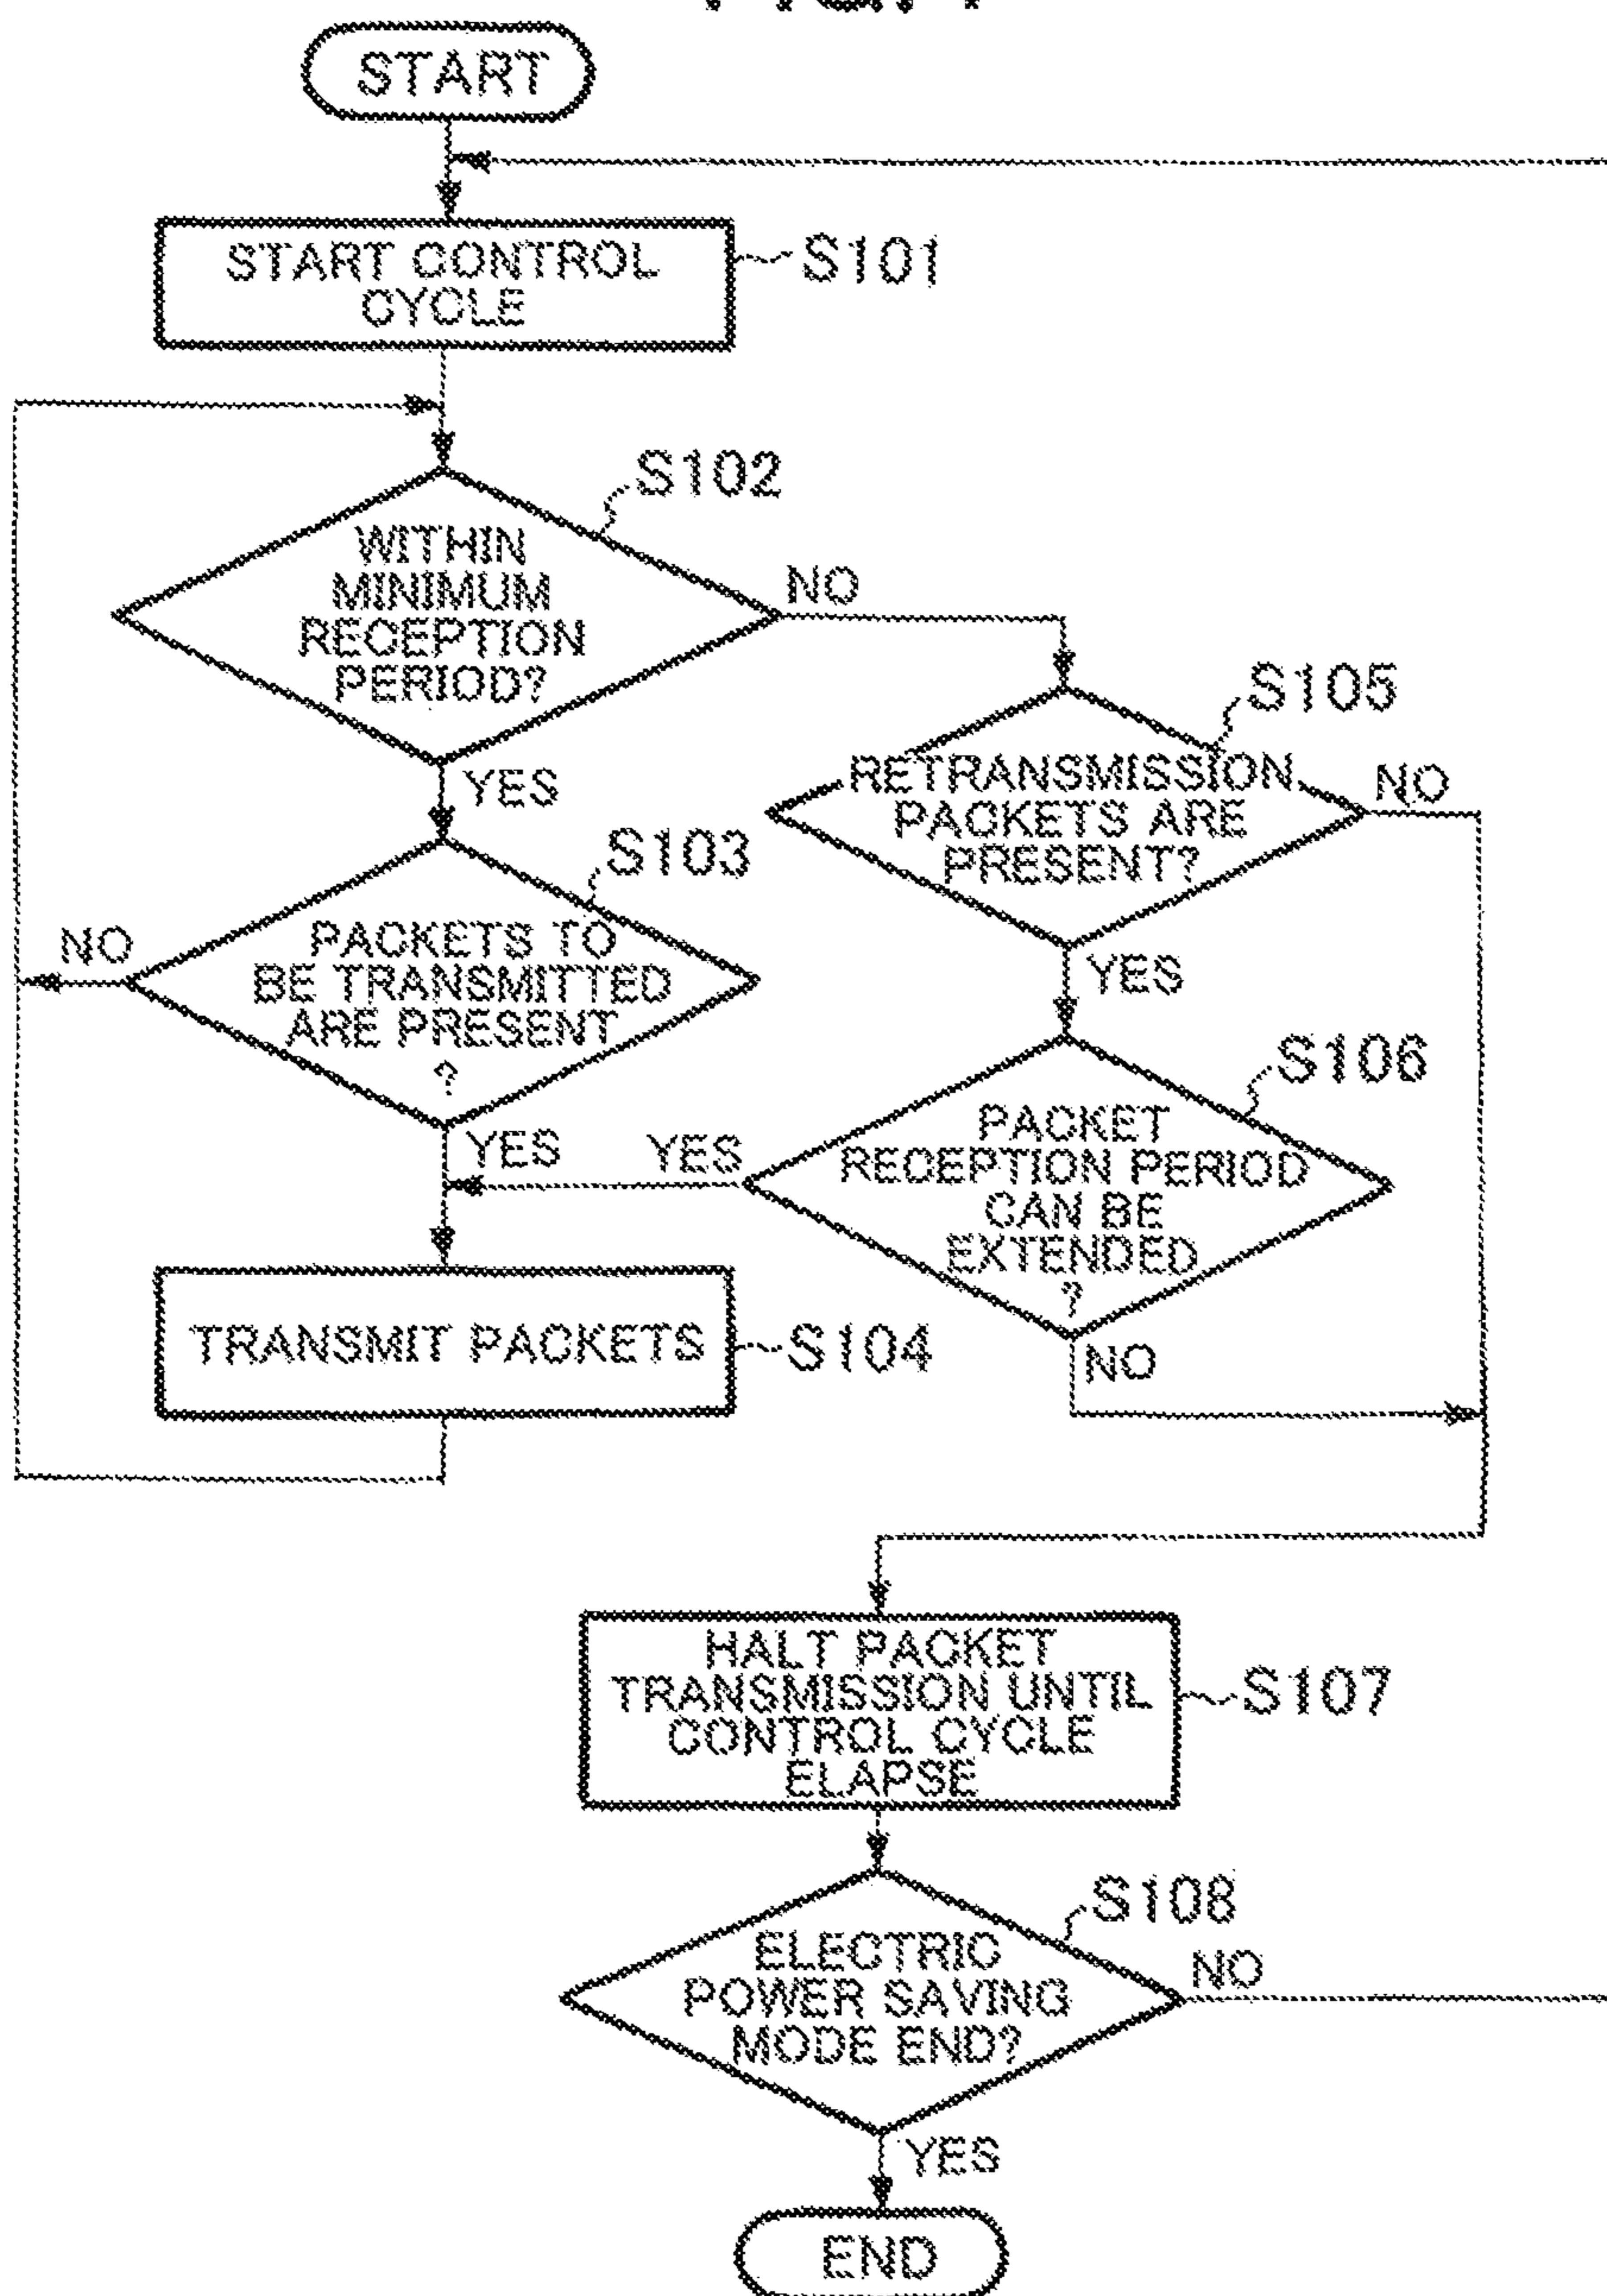 START
START CONTROL
CYCLE
S101
S102
WITHIN
MINIMUM
RECEPTION
PERIOD?
NO
YES
S105
RETRANSMISSION
PACKETS ARE
PRESENT?
NO
YES
S103
PACKETS TO
BE TRANSMITTED
ARE PRESENT
?
NO
YES
S106
PACKET
RECEPTION PERIOD
CAN BE
EXTENDED
?
YES
NO
TRANSMIT PACKETS
S104
HALT PACKET
TRANSMISSION UNTIL
CONTROL CYCLE
ELAPSE
S107
S108
ELECTRIC
POWER SAVING
MODE END?
NO
YES
END